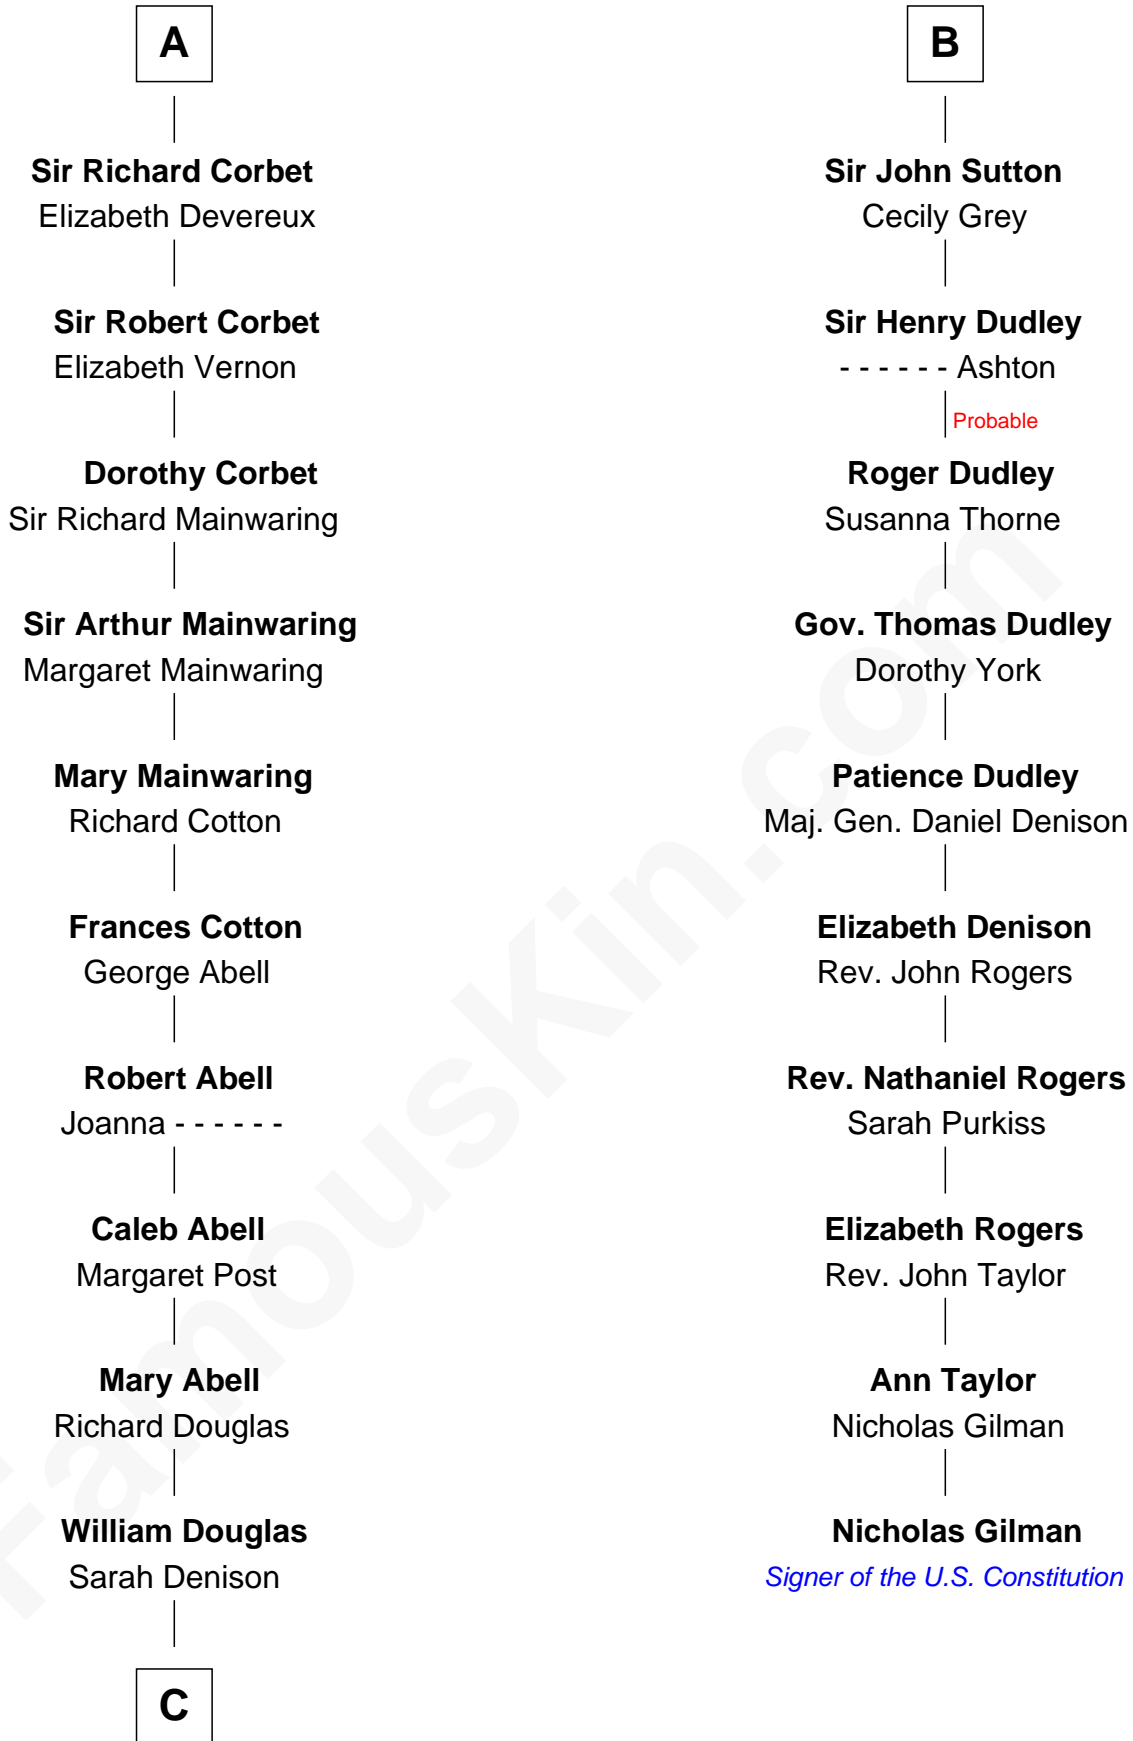 A
Sir Richard Corbet
Elizabeth Devereux
Sir Robert Corbet
Elizabeth Vernon
Dorothy Corbet
Sir Richard Mainwaring
Sir Arthur Mainwaring
Margaret Mainwaring
Mary Mainwaring
Richard Cotton
Frances Cotton
George Abell
Robert Abell
Joanna - - - - - -
Caleb Abell
Margaret Post
Mary Abell
Richard Douglas
William Douglas
Sarah Denison
C
B
Sir John Sutton
Cecily Grey
Sir Henry Dudley
- - - - - - Ashton
Probable
Roger Dudley
Susanna Thorne
Gov. Thomas Dudley
Dorothy York
Patience Dudley
Maj. Gen. Daniel Denison
Elizabeth Denison
Rev. John Rogers
Rev. Nathaniel Rogers
Sarah Purkiss
Elizabeth Rogers
Rev. John Taylor
Ann Taylor
Nicholas Gilman
Nicholas Gilman
Signer of the U.S. Constitution
FamousKin.com